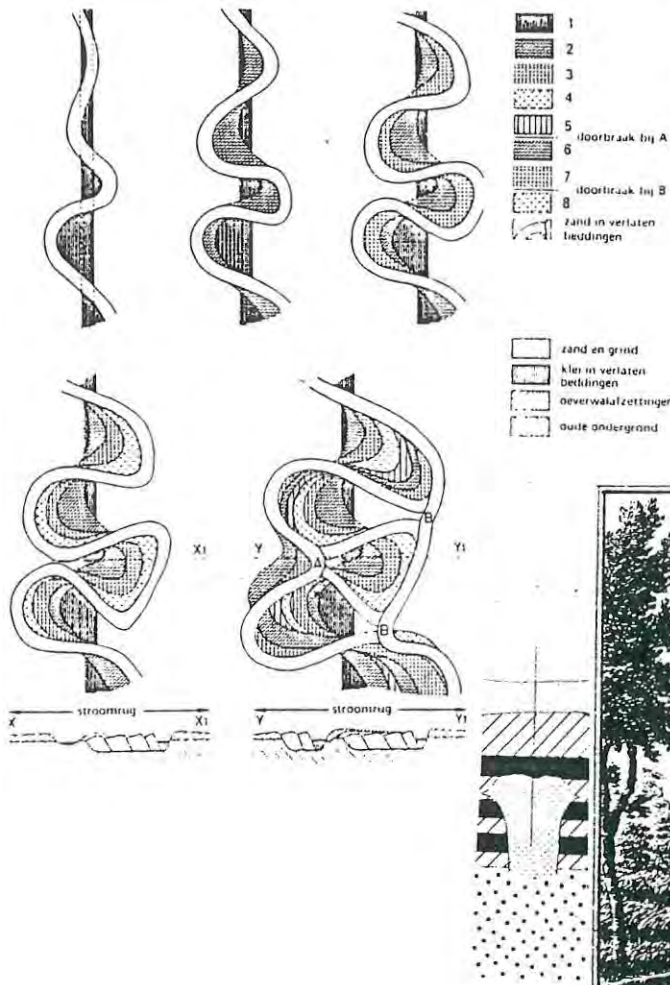 1
2
3
4
5
doorbraak bij A
6
7
doorbraak bij B
8
zand in verlaten
beddingen
zand en grind
klei in verlaten
beddingen
oeverwalafzettingen
oude ondergrond
X1
Y
Y1
A
B
B
stroomrug
X
X1
stroomrug
Y
Y1